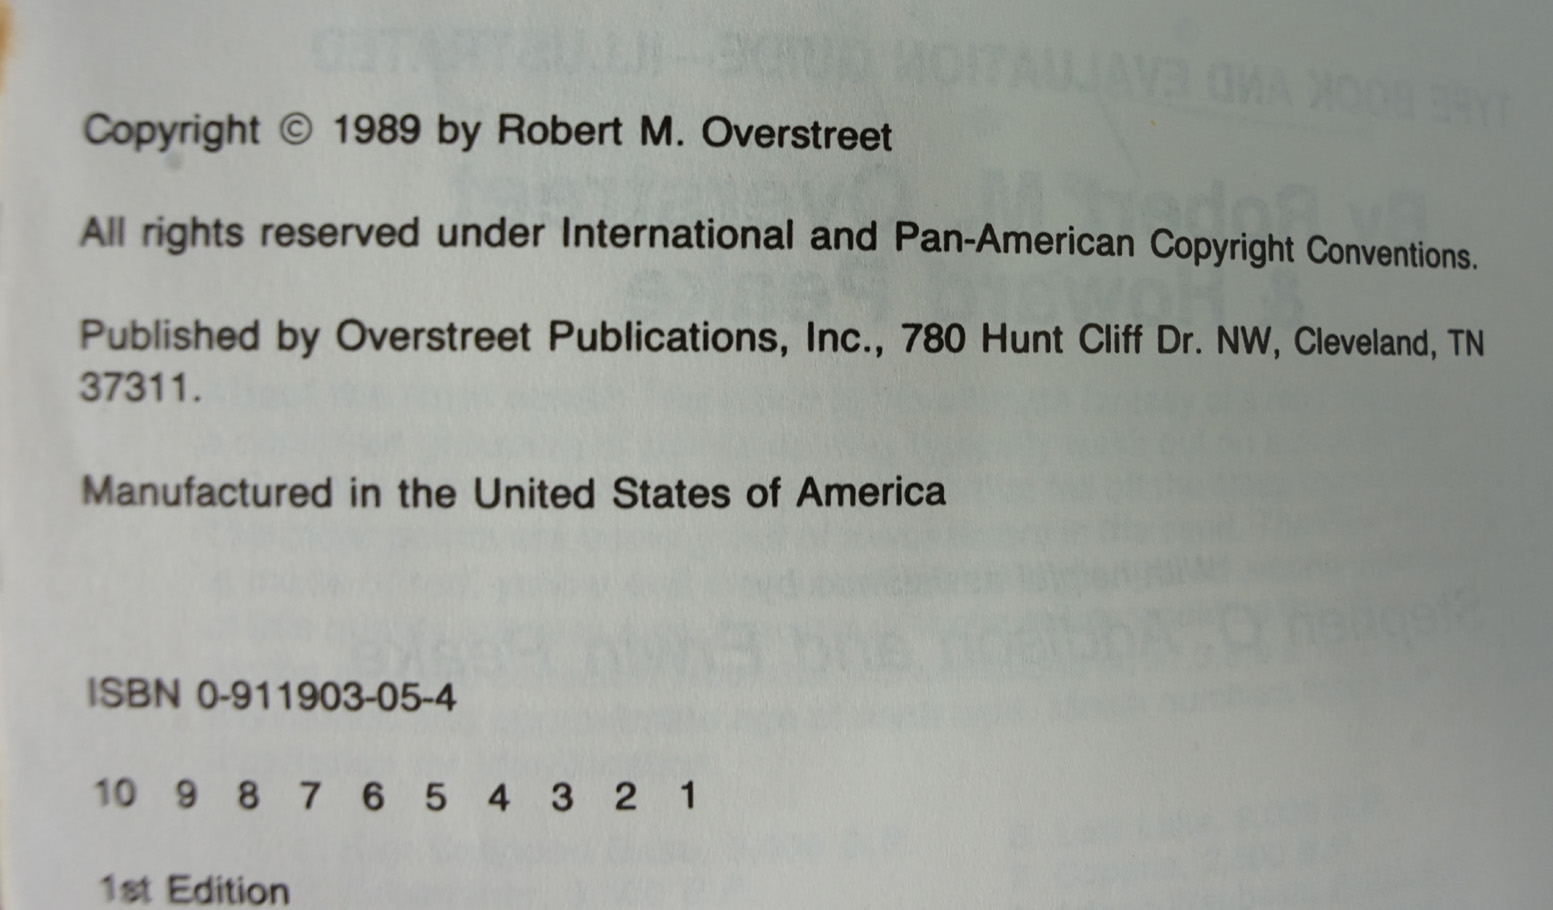 Copyright © 1989 by Robert M. Overstreet
All rights reserved under International and Pan-American Copyright Conventions.
Published by Overstreet Publications, Inc., 780 Hunt Cliff Dr. NW, Cleveland, TN
37311.
Manufactured in the United States of America
ISBN 0-911903-05-4
10 9 8 7 6 5 4 3 2 1
1st Edition